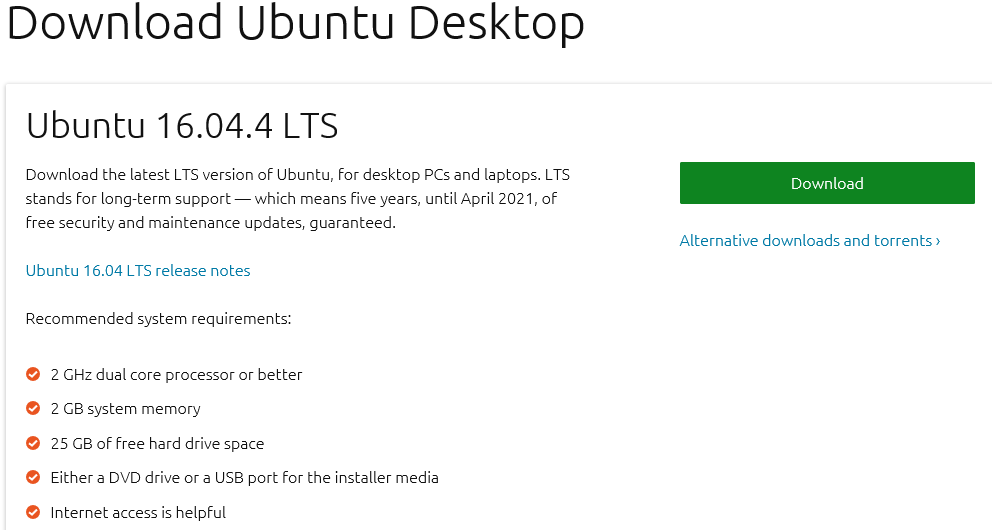 Download Ubuntu Desktop
Ubuntu 16.04.4 LTS
Download the latest LTS version of Ubuntu, for desktop PCs and laptops. LTS
stands for long-term support — which means five years, until April 2021, of
free security and maintenance updates, guaranteed.
Ubuntu 16.04 LTS release notes
Recommended system requirements:
2 GHz dual core processor or better
2 GB system memory
25 GB of free hard drive space
Either a DVD drive or a USB port for the installer media
Internet access is helpful
Download
Alternative downloads and torrents ›